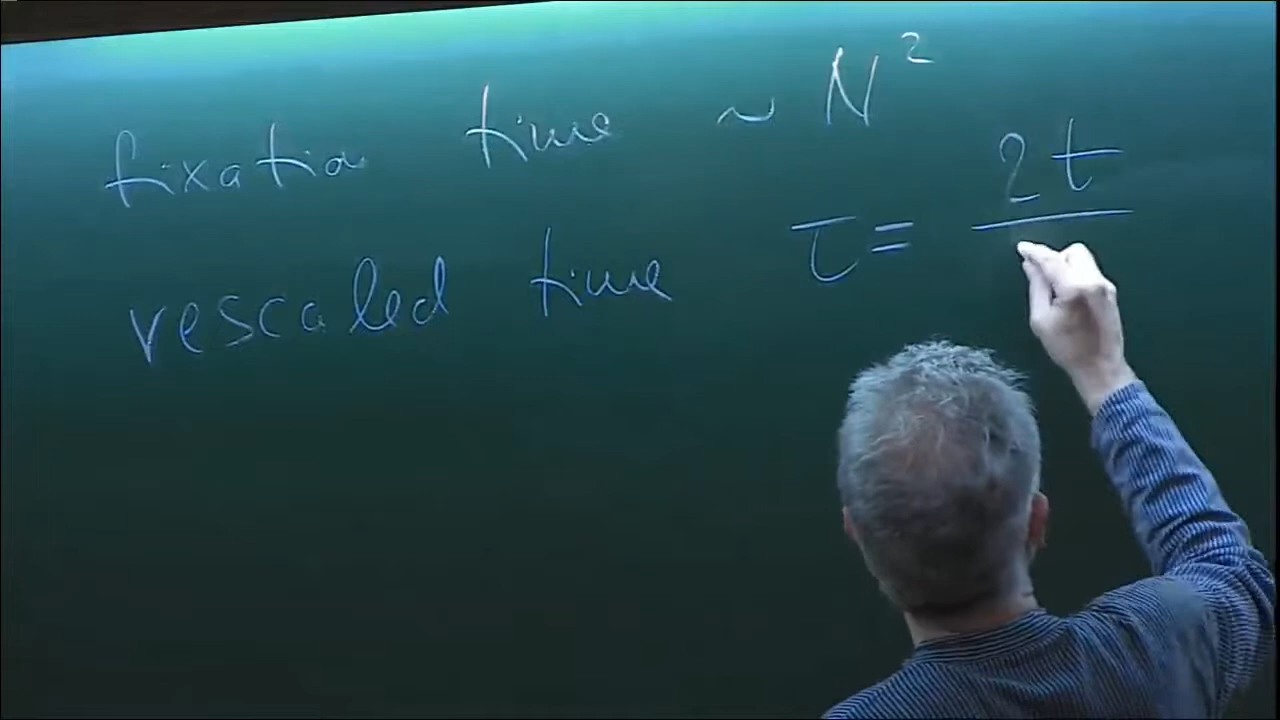 fixation time ~ N²
rescaled time τ = 2t